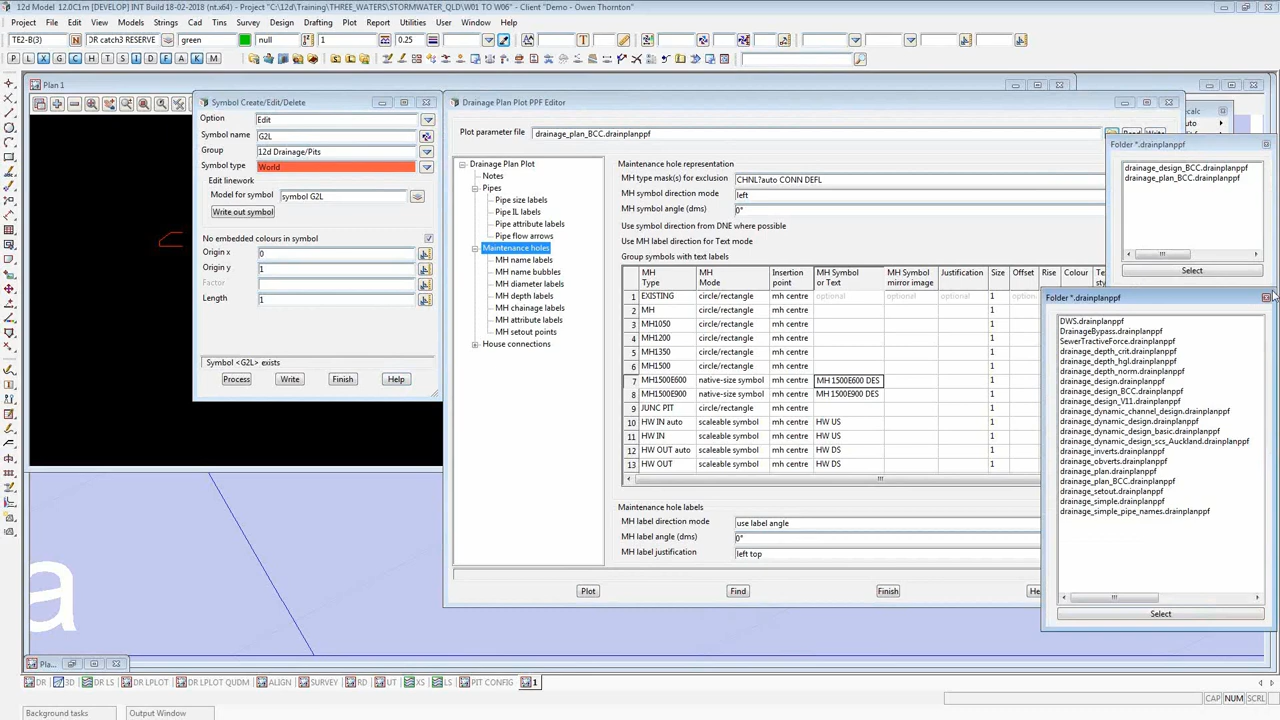 12d Model 12.0C1m [DEVELOP] INT Build 18-02-2018 (nt.x64) - Project "C:\12d\Training\THREE_WATERS\STORMWATER_QLD\W01 TO W06" - Client "Demo - Owen Thornton"
Project File Edit View Models Strings Cad Tins Survey Design Drafting Plot Report Utilities User Window Help
TE2-B(3) N DR catch3 RESERVE green null 1 0.25
Plan 1
Symbol Create/Edit/Delete
Option Edit
Symbol name G2L
Group 12d Drainage/Pits
Symbol type World
Edit linework
Model for symbol symbol G2L
Write out symbol
No embedded colours in symbol
Origin x 0
Origin y 1
Factor
Length 1
Symbol <G2L> exists
Process Write Finish Help
Drainage Plan Plot PPF Editor
Plot parameter file drainage_plan_BCC.drainplanppf
Drainage Plan Plot
Notes
Pipes
Pipe size labels
Pipe IL labels
Pipe attribute labels
Pipe flow arrows
Maintenance holes
MH name labels
MH name bubbles
MH diameter labels
MH depth labels
MH chainage labels
MH attribute labels
MH setout points
House connections
Maintenance hole representation
MH type mask(s) for exclusion CHNL?auto CONN DEFL
MH symbol direction mode left
MH symbol angle (dms) 0°
Use symbol direction from DNE where possible
Use MH label direction for Text mode
Group symbols with text labels
MH Type MH Mode Insertion point MH Symbol or Text MH Symbol mirror image Justification Size Offset Rise Colour
1 EXISTING circle/rectangle mh centre optional optional optional 1
2 MH circle/rectangle mh centre 1
3 MH1050 circle/rectangle mh centre 1
4 MH1200 circle/rectangle mh centre 1
5 MH1350 circle/rectangle mh centre 1
6 MH1500 circle/rectangle mh centre 1
7 MH1500E600 native-size symbol mh centre MH 1500E600 DES 1
8 MH1500E900 native-size symbol mh centre MH 1500E900 DES 1
9 JUNC PIT circle/rectangle mh centre 1
10 HW IN auto scaleable symbol mh centre HW US 1
11 HW IN scaleable symbol mh centre HW US 1
12 HW OUT auto scaleable symbol mh centre HW DS 1
13 HW OUT scaleable symbol mh centre HW DS 1
Maintenance hole labels
MH label direction mode use label angle
MH label angle (dms) 0°
MH label justification left top
Plot Find Finish
Folder *.drainplanppf
drainage_design_BCC.drainplanppf
drainage_plan_BCC.drainplanppf
Select
Folder *.drainplanppf
DWS.drainplanppf
DrainageBypass.drainplanppf
SewerTractiveForce.drainplanppf
drainage_depth_crit.drainplanppf
drainage_depth_hgl.drainplanppf
drainage_depth_norm.drainplanppf
drainage_design.drainplanppf
drainage_design_BCC.drainplanppf
drainage_design_V11.drainplanppf
drainage_dynamic_channel_design.drainplanppf
drainage_dynamic_design.drainplanppf
drainage_dynamic_design_basic.drainplanppf
drainage_dynamic_design_scs_Auckland.drainplanppf
drainage_inverts.drainplanppf
drainage_obverts.drainplanppf
drainage_plan.drainplanppf
drainage_plan_BCC.drainplanppf
drainage_setout.drainplanppf
drainage_simple.drainplanppf
drainage_simple_pipe_names.drainplanppf
Select
a
Pla...
DR 3D DR LS DR LPLOT DR LPLOT QUDM ALIGN SURVEY RD UT XS LS PIT CONFIG 1
CAP NUM SCRL
Background tasks Output Window